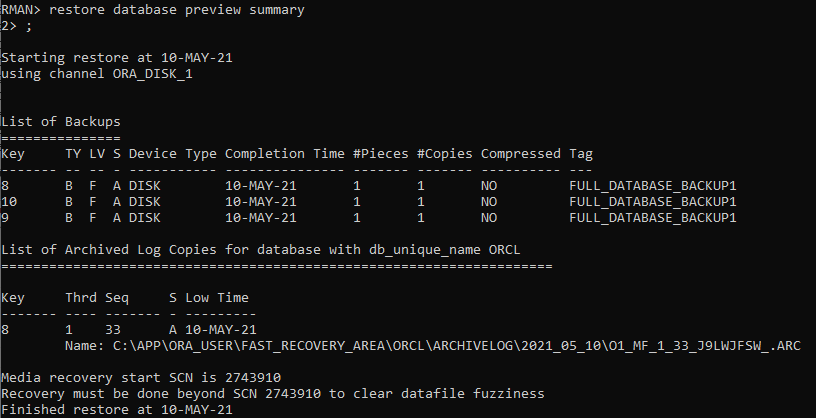 RMAN> restore database preview summary
2> ;
Starting restore at 10-MAY-21
using channel ORA_DISK_1
List of Backups
===============
Key     TY LV S Device Type Completion Time #Pieces #Copies Compressed Tag
------- -- -- - ----------- --------------- ------- ------- ---------- ---
8       B  F  A DISK        10-MAY-21       1       1       NO         FULL_DATABASE_BACKUP1
10      B  F  A DISK        10-MAY-21       1       1       NO         FULL_DATABASE_BACKUP1
9       B  F  A DISK        10-MAY-21       1       1       NO         FULL_DATABASE_BACKUP1
List of Archived Log Copies for database with db_unique_name ORCL
=====================================================================
Key     Thrd Seq     S Low Time
------- ---- ------- - ---------
8       1    33      A 10-MAY-21
        Name: C:\APP\ORA_USER\FAST_RECOVERY_AREA\ORCL\ARCHIVELOG\2021_05_10\O1_MF_1_33_J9LWJFSW_.ARC
Media recovery start SCN is 2743910
Recovery must be done beyond SCN 2743910 to clear datafile fuzziness
Finished restore at 10-MAY-21